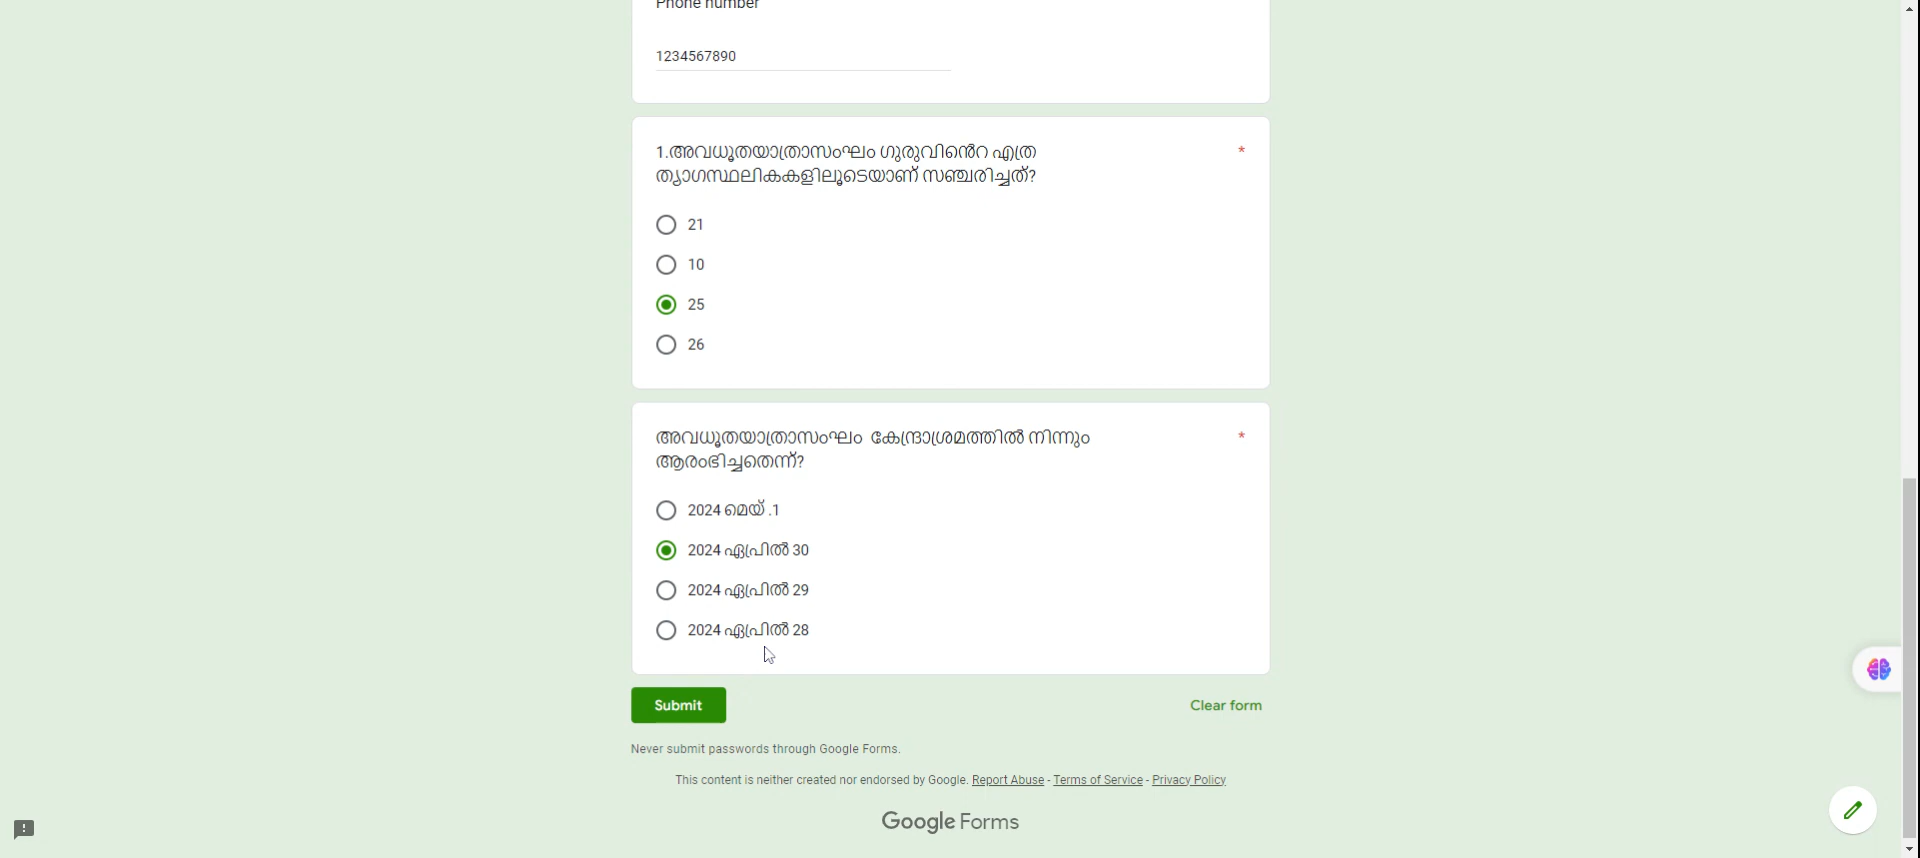 Phone number
1234567890
1.അവധൂതയാത്രാസംഘം ഗുരുവിൻെറ എത്ര *
ത്യാഗസ്ഥലികകളിലൂടെയാണ് സഞ്ചരിച്ചത്?
21
10
25
26
അവധൂതയാത്രാസംഘം കേന്ദ്രാശ്രമത്തിൽ നിന്നും *
ആരംഭിച്ചതെന്ന്?
2024 മെയ് .1
2024 ഏപ്രിൽ 30
2024 ഏപ്രിൽ 29
2024 ഏപ്രിൽ 28
Submit
Clear form
Never submit passwords through Google Forms.
This content is neither created nor endorsed by Google. Report Abuse - Terms of Service - Privacy Policy
Google Forms